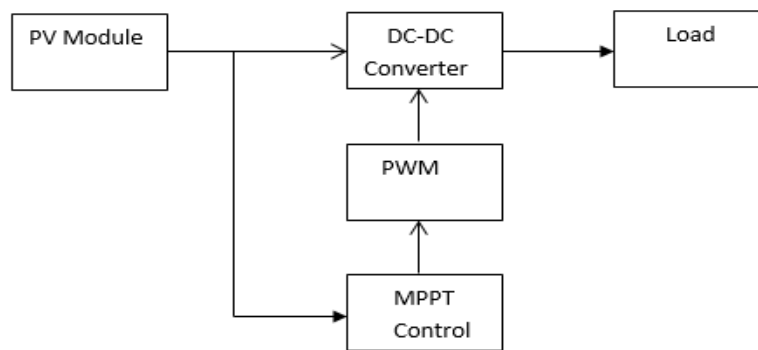 PV Module
DC-DC
Converter
Load
PWM
MPPT
Control